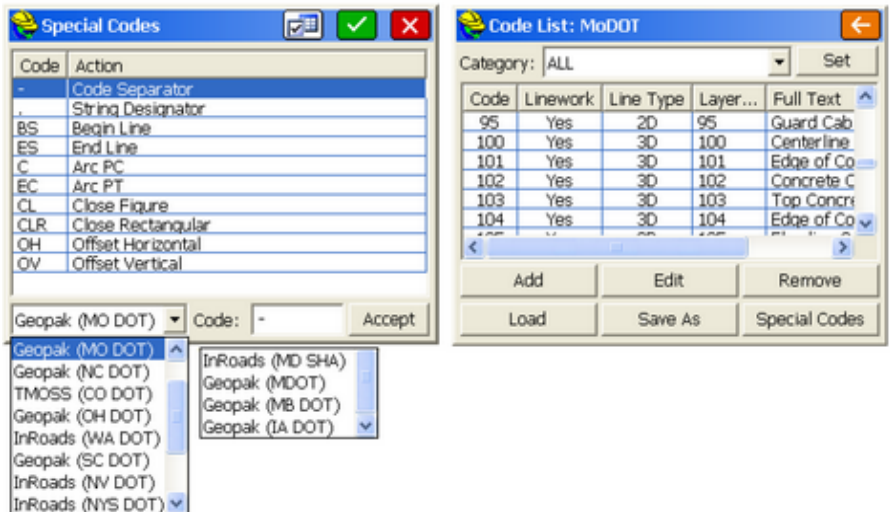 Special Codes
Code Action
- Code Separator
. String Designator
BS Begin Line
ES End Line
C Arc PC
EC Arc PT
CL Close Figure
CLR Close Rectangular
OH Offset Horizontal
OV Offset Vertical
Geopak (MO DOT) Code: - Accept
Geopak (MO DOT)
Geopak (NC DOT)
TMOSS (CO DOT)
Geopak (OH DOT)
InRoads (WA DOT)
Geopak (SC DOT)
InRoads (NV DOT)
InRoads (NYS DOT)
InRoads (MD SHA)
Geopak (MDOT)
Geopak (MB DOT)
Geopak (IA DOT)
Code List: MoDOT
Category: ALL Set
Code Linework Line Type Layer... Full Text
95 Yes 2D 95 Guard Cab
100 Yes 3D 100 Centerline
101 Yes 3D 101 Edge of Co
102 Yes 3D 102 Concrete C
103 Yes 3D 103 Top Concre
104 Yes 3D 104 Edge of Co
Add Edit Remove
Load Save As Special Codes